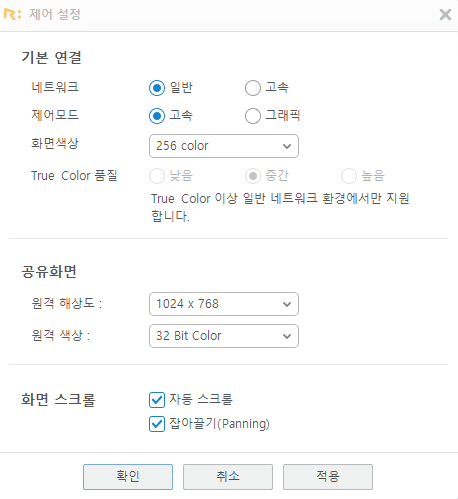 제어 설정
기본 연결
네트워크 일반 고속
제어모드 고속 그래픽
화면색상 256 color
True Color 품질 낮음 중간 높음
True Color 이상 일반 네트워크 환경에서만 지원
합니다.
공유화면
원격 해상도 : 1024 x 768
원격 색상 : 32 Bit Color
화면 스크롤 자동 스크롤
잡아끌기(Panning)
확인 취소 적용